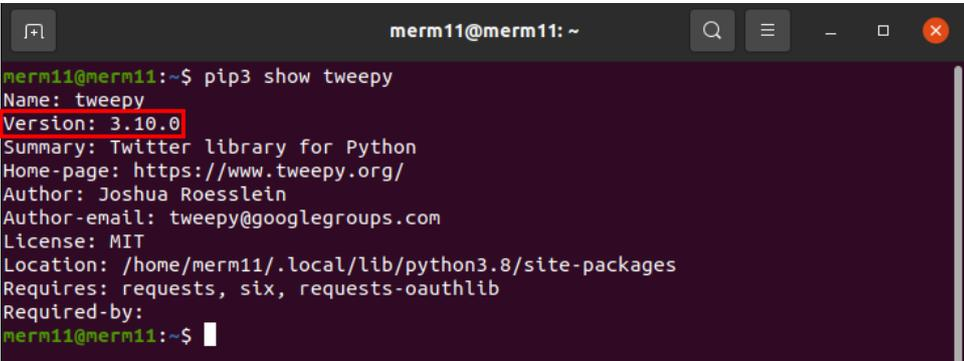 merm11@merm11: ~
merm11@merm11:~$ pip3 show tweepy
Name: tweepy
Version: 3.10.0
Summary: Twitter library for Python
Home-page: https://www.tweepy.org/
Author: Joshua Roesslein
Author-email: tweepy@googlegroups.com
License: MIT
Location: /home/merm11/.local/lib/python3.8/site-packages
Requires: requests, six, requests-oauthlib
Required-by:
merm11@merm11:~$